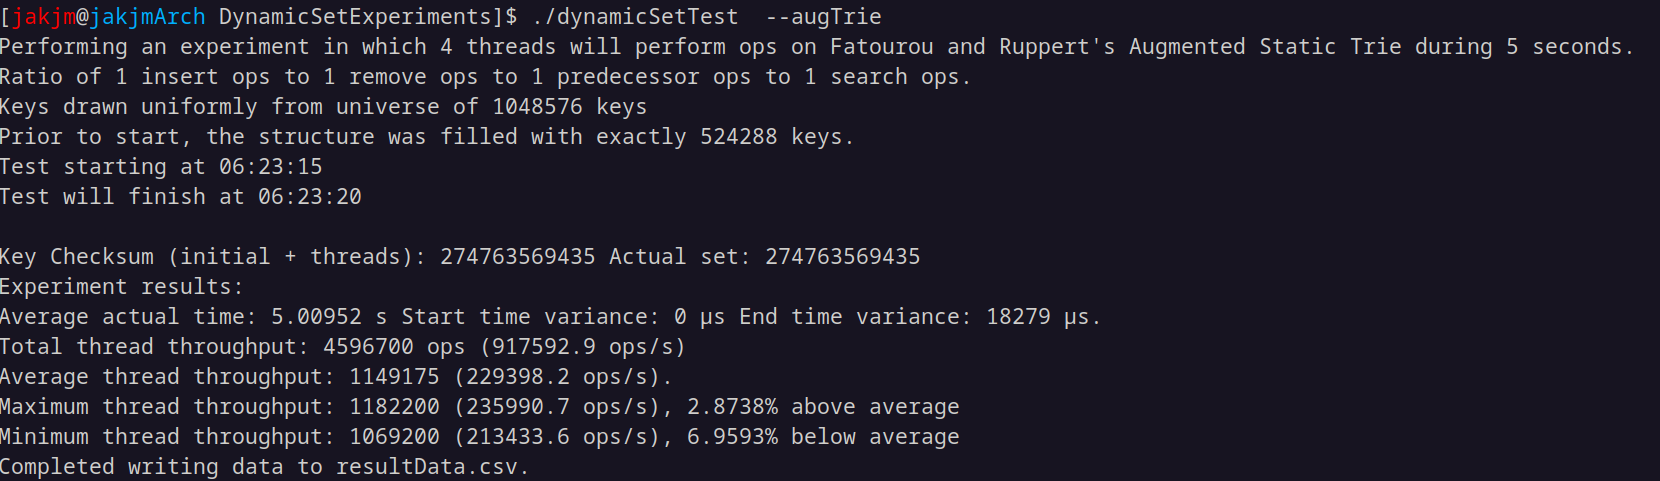 [jakjm@jakjmArch DynamicSetExperiments]$ ./dynamicSetTest  --augTrie
Performing an experiment in which 4 threads will perform ops on Fatourou and Ruppert's Augmented Static Trie during 5 seconds.
Ratio of 1 insert ops to 1 remove ops to 1 predecessor ops to 1 search ops.
Keys drawn uniformly from universe of 1048576 keys
Prior to start, the structure was filled with exactly 524288 keys.
Test starting at 06:23:15
Test will finish at 06:23:20
Key Checksum (initial + threads): 274763569435 Actual set: 274763569435
Experiment results:
Average actual time: 5.00952 s Start time variance: 0 µs End time variance: 18279 µs.
Total thread throughput: 4596700 ops (917592.9 ops/s)
Average thread throughput: 1149175 (229398.2 ops/s).
Maximum thread throughput: 1182200 (235990.7 ops/s), 2.8738% above average
Minimum thread throughput: 1069200 (213433.6 ops/s), 6.9593% below average
Completed writing data to resultData.csv.